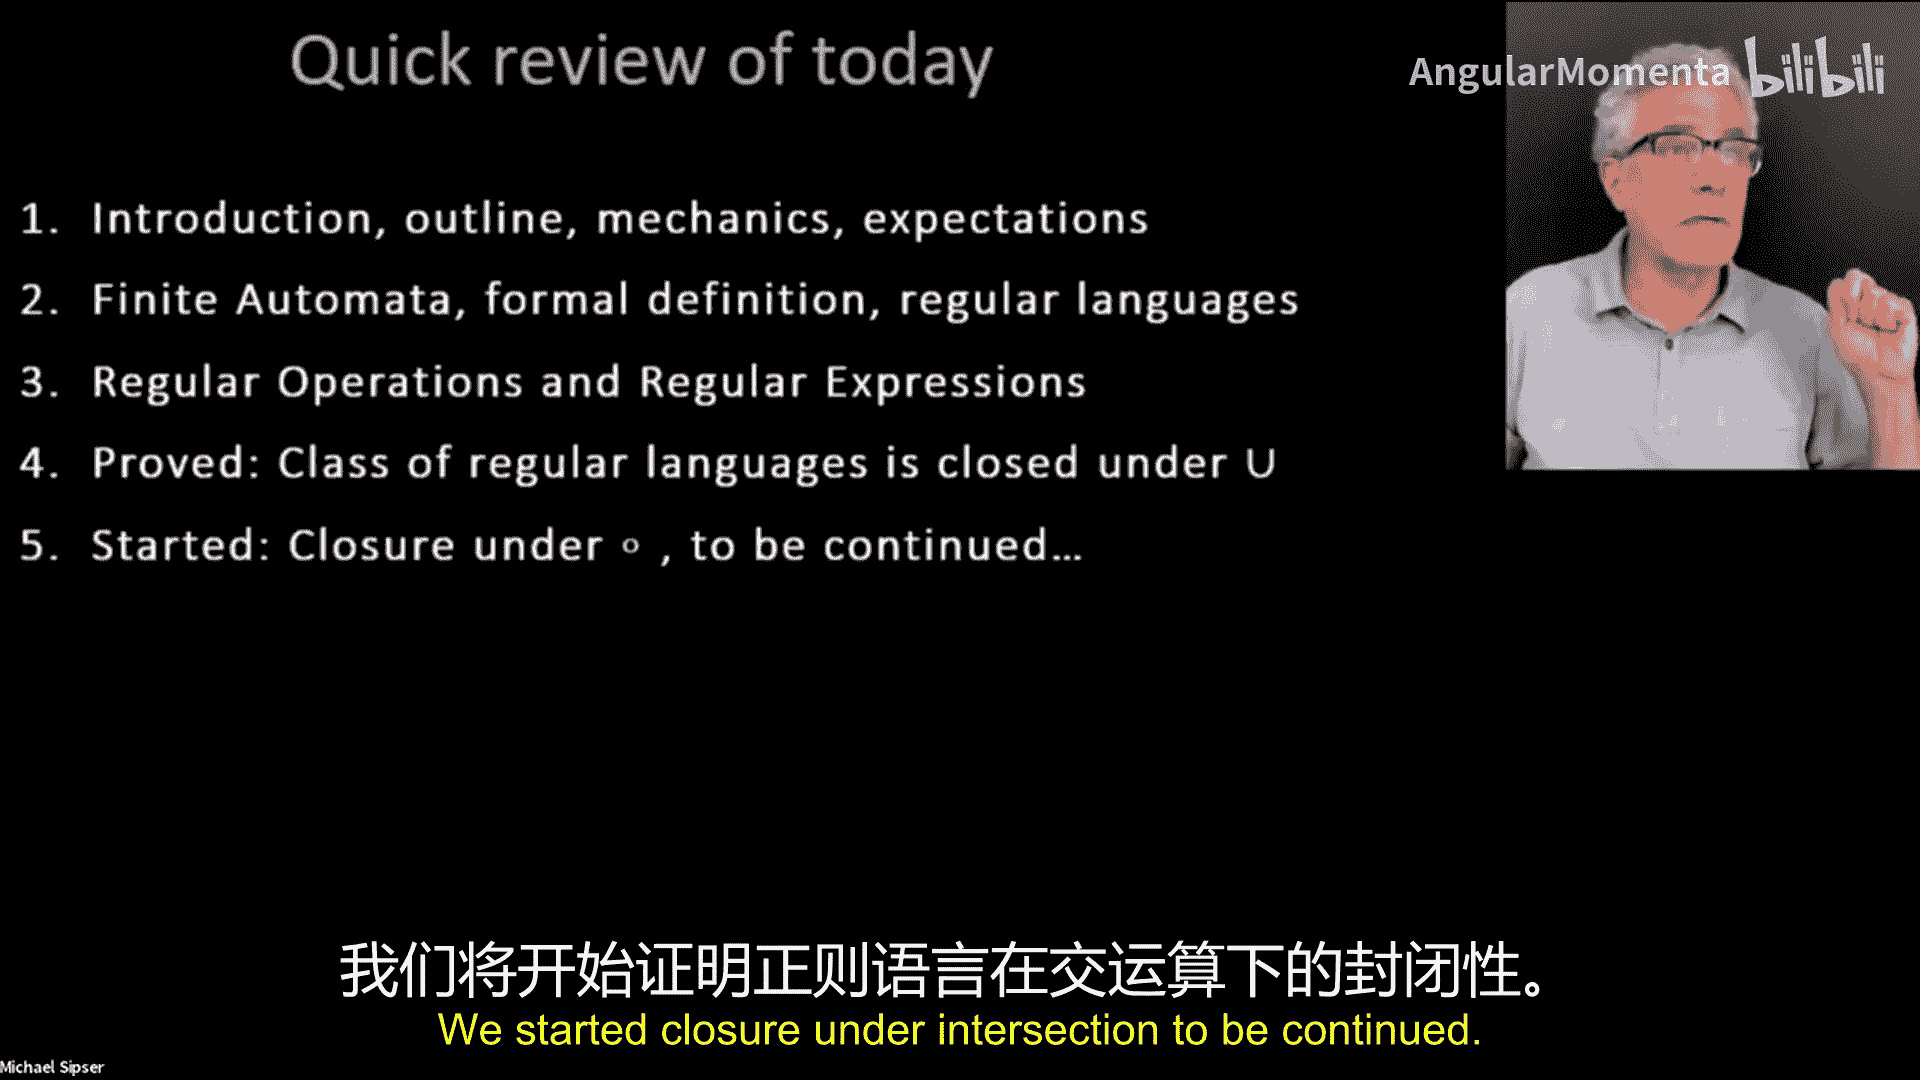 Quick review of today
AngularMomenta bilibili
1. Introduction, outline, mechanics, expectations
2. Finite Automata, formal definition, regular languages
3. Regular Operations and Regular Expressions
4. Proved: Class of regular languages is closed under ∪
5. Started: Closure under ∘ , to be continued…
我们将开始证明正则语言在交运算下的封闭性。
We started closure under intersection to be continued.
Michael Sipser